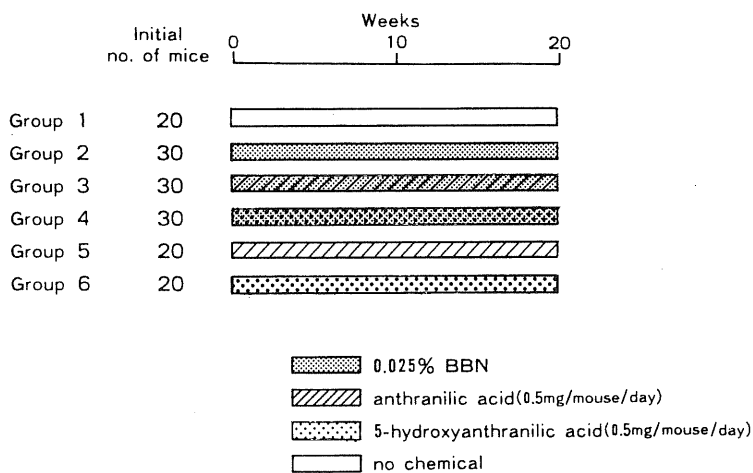 Weeks
Initial
no. of mice
0 10 20
Group 1 20
Group 2 30
Group 3 30
Group 4 30
Group 5 20
Group 6 20
0.025% BBN
anthranilic acid(0.5mg/mouse/day)
5-hydroxyanthranilic acid(0.5mg/mouse/day)
no chemical